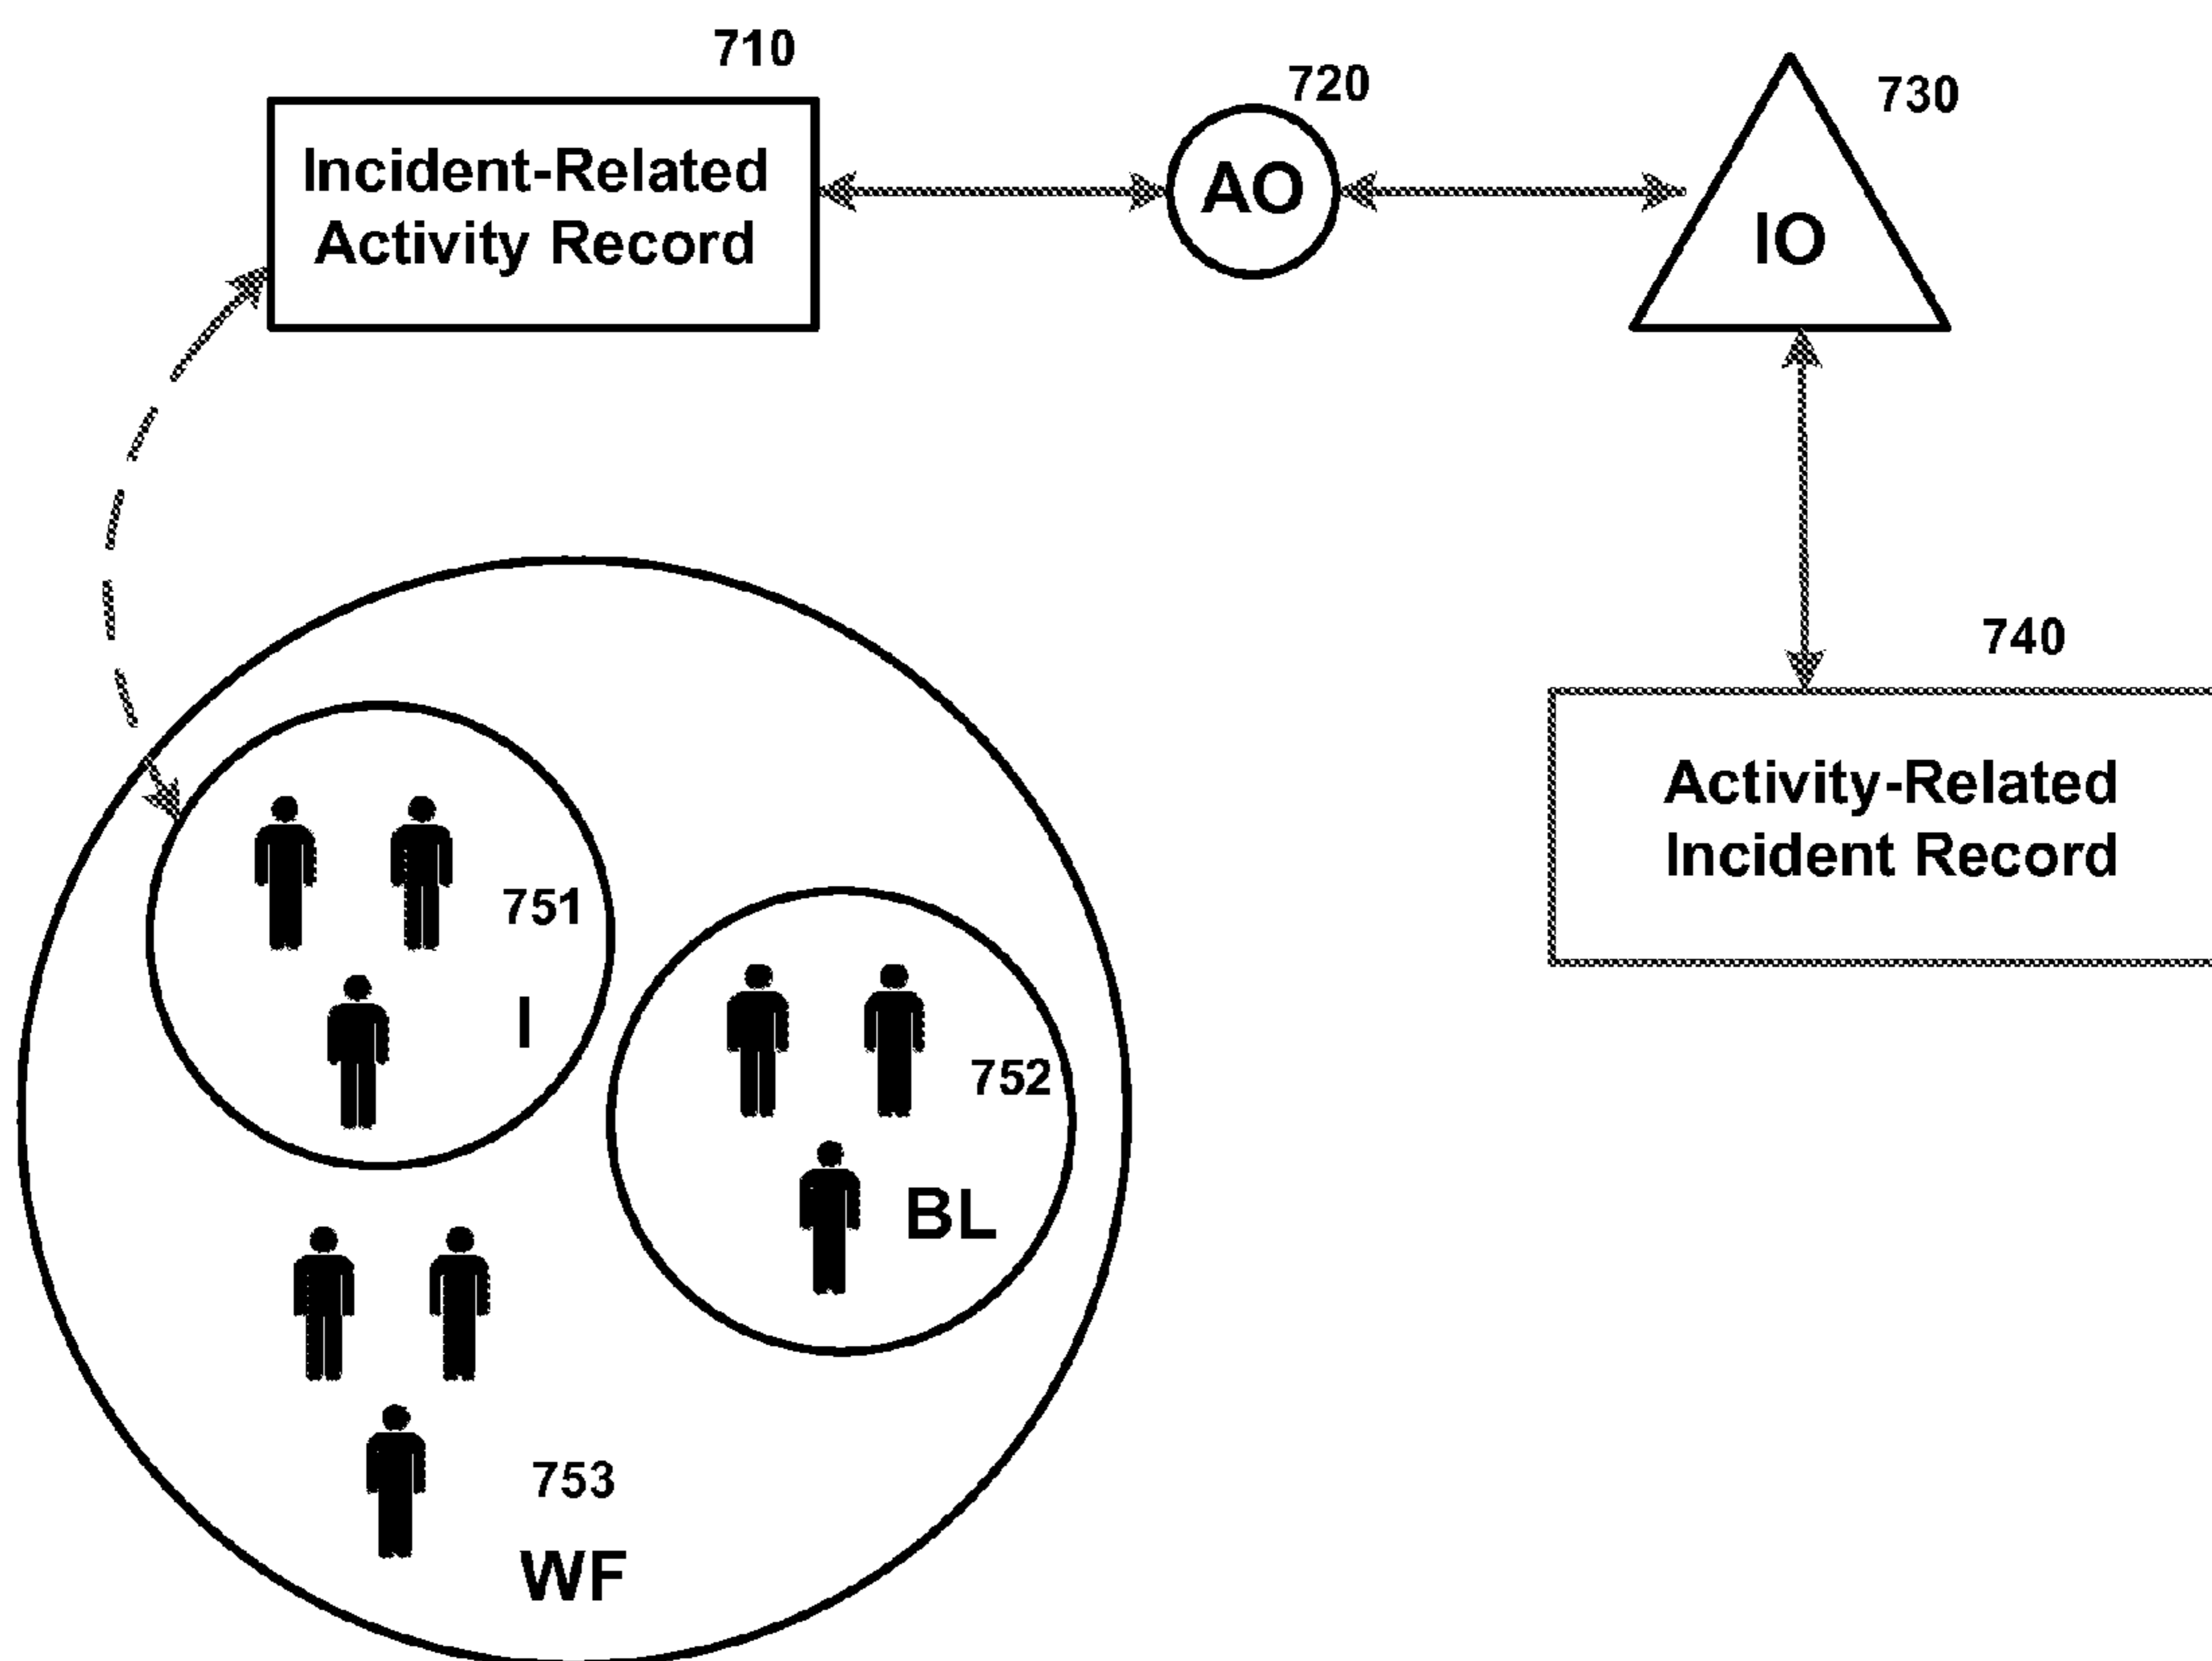 710
720
730
Incident-Related
Activity Record
AO
IO
740
Activity-Related
Incident Record
751
I
752
BL
753
WF